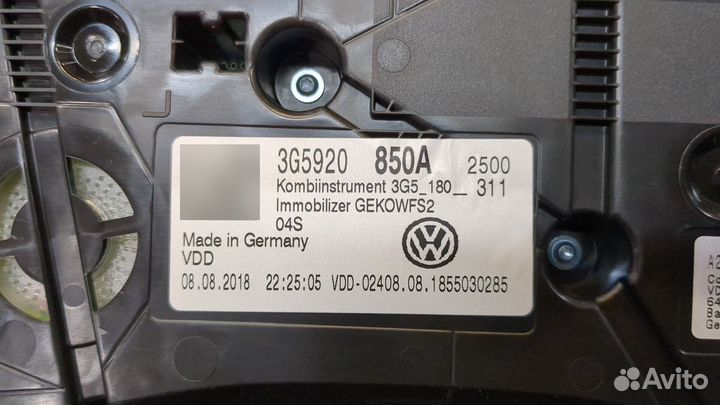 3G5920 850A 2500
Kombiinstrument 3G5_180__ 311
Immobilizer GEKOWFS2
04S
Made in Germany
VDD
08.08.2018 22:25:05 VDD-02408.08.1855030285
Avito